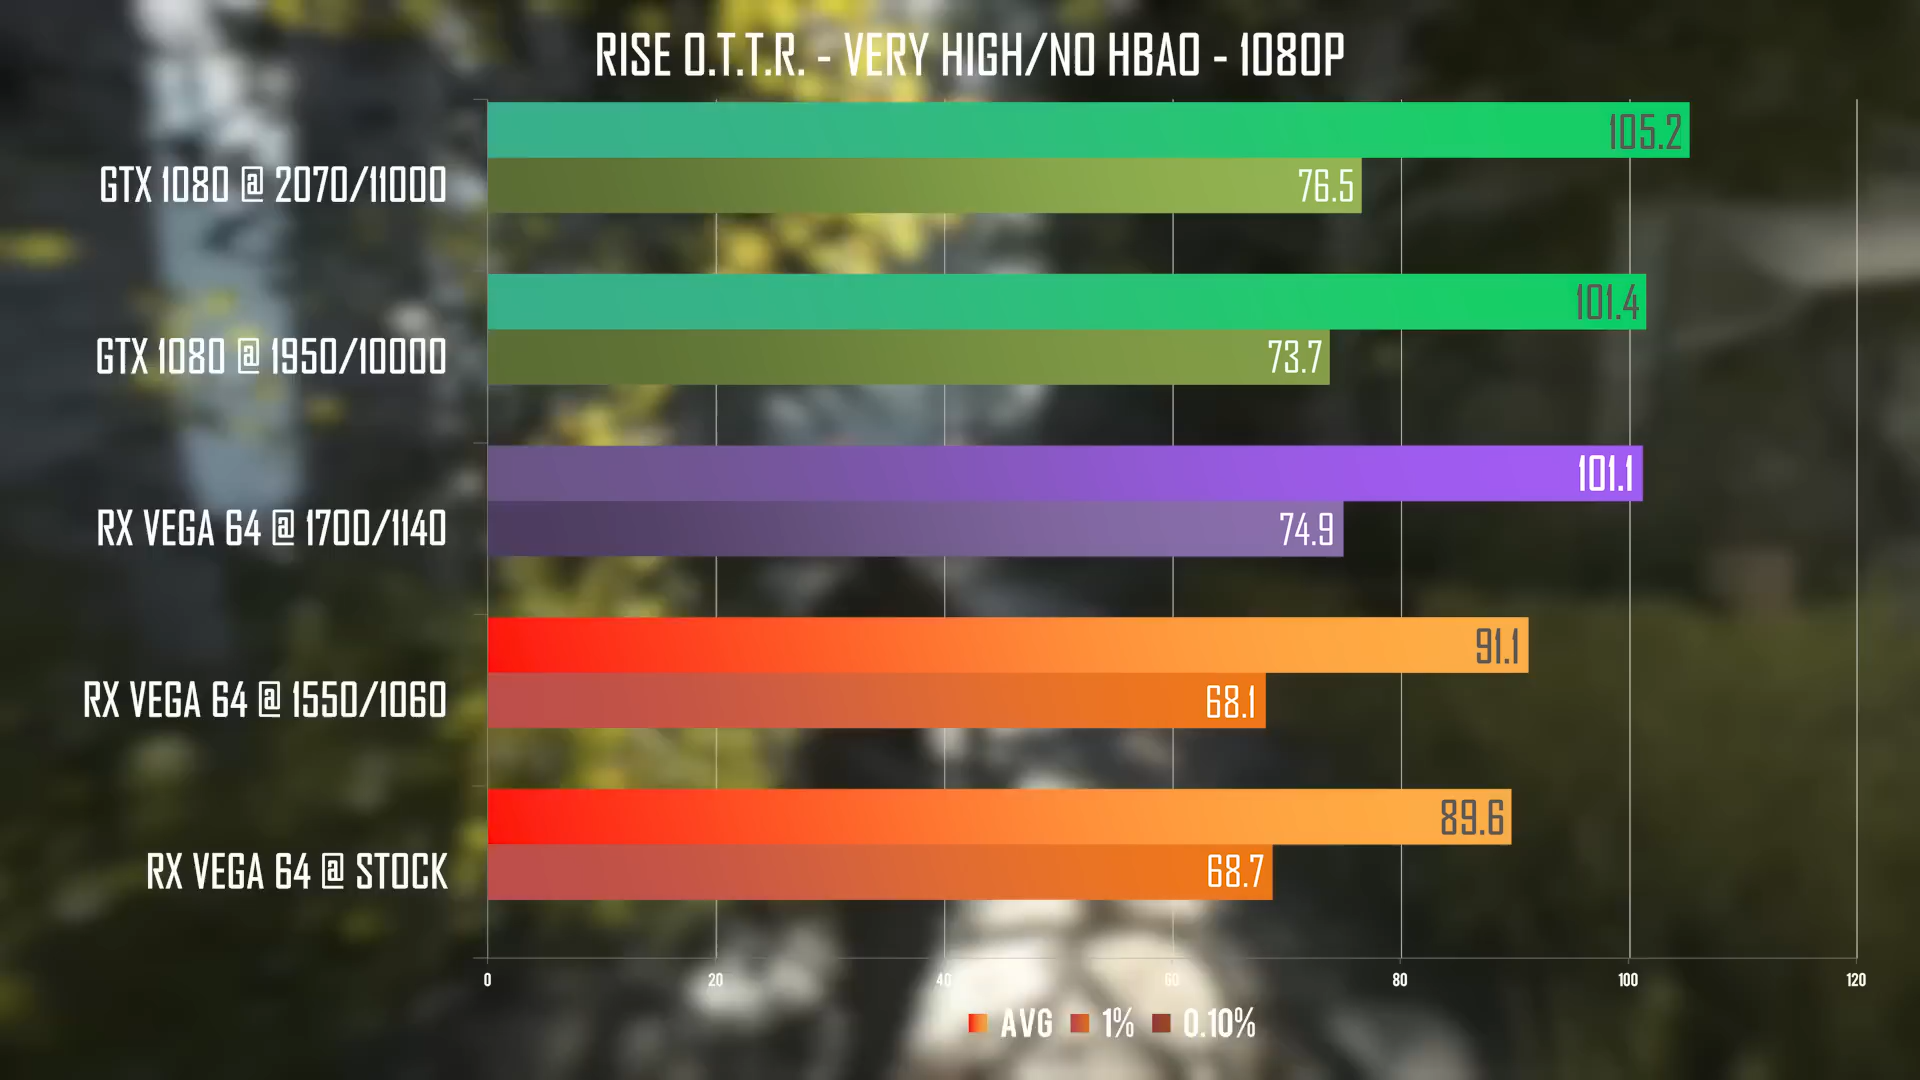 RISE O.T.T.R. - VERY HIGH/NO HBAO - 1080P
105.2
GTX 1080 @ 2070/11000
76.5
101.4
GTX 1080 @ 1950/10000
73.7
101.1
RX VEGA 64 @ 1700/1140
74.9
91.1
RX VEGA 64 @ 1550/1060
68.1
89.6
RX VEGA 64 @ STOCK
68.7
0 20 40 60 80 100 120
AVG 1% 0.10%